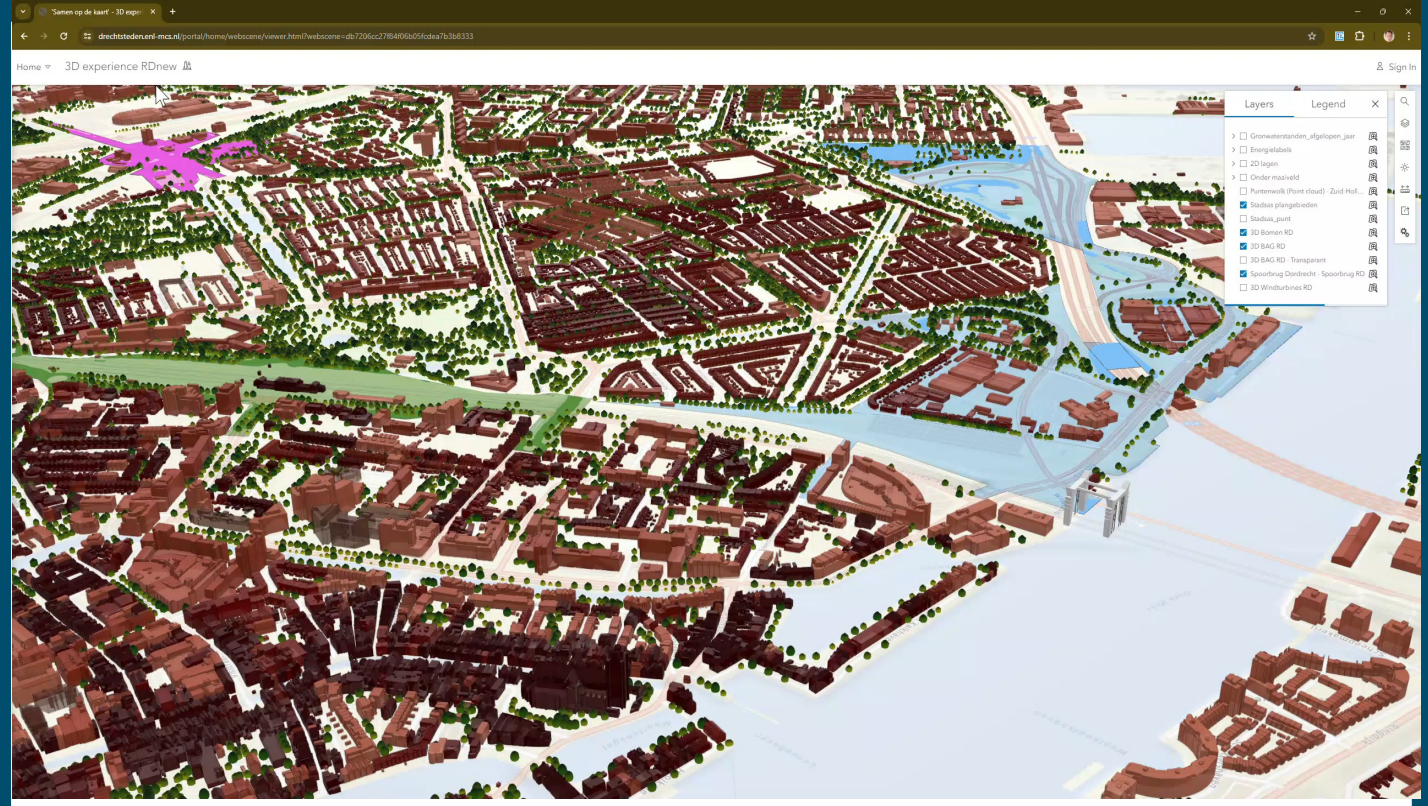 'Samen op de kaart' - 3D exper
drechtsteden.enl-mcs.nl/portal/home/webscene/viewer.html?webscene=db7206cc27f84f06b05fcdea7b3b8333
Home
3D experience RDnew
Sign In
Layers
Legend
Gronwaterstanden_afgelopen_jaar
Energielabels
2D lagen
Onder maaiveld
Puntenwolk (Point cloud) - Zuid-Holl...
Stadsas plangebieden
Stadsas_punt
3D Bomen RD
3D BAG RD
3D BAG RD - Transparant
Spoorbrug Dordrecht - Spoorbrug RD
3D Windturbines RD